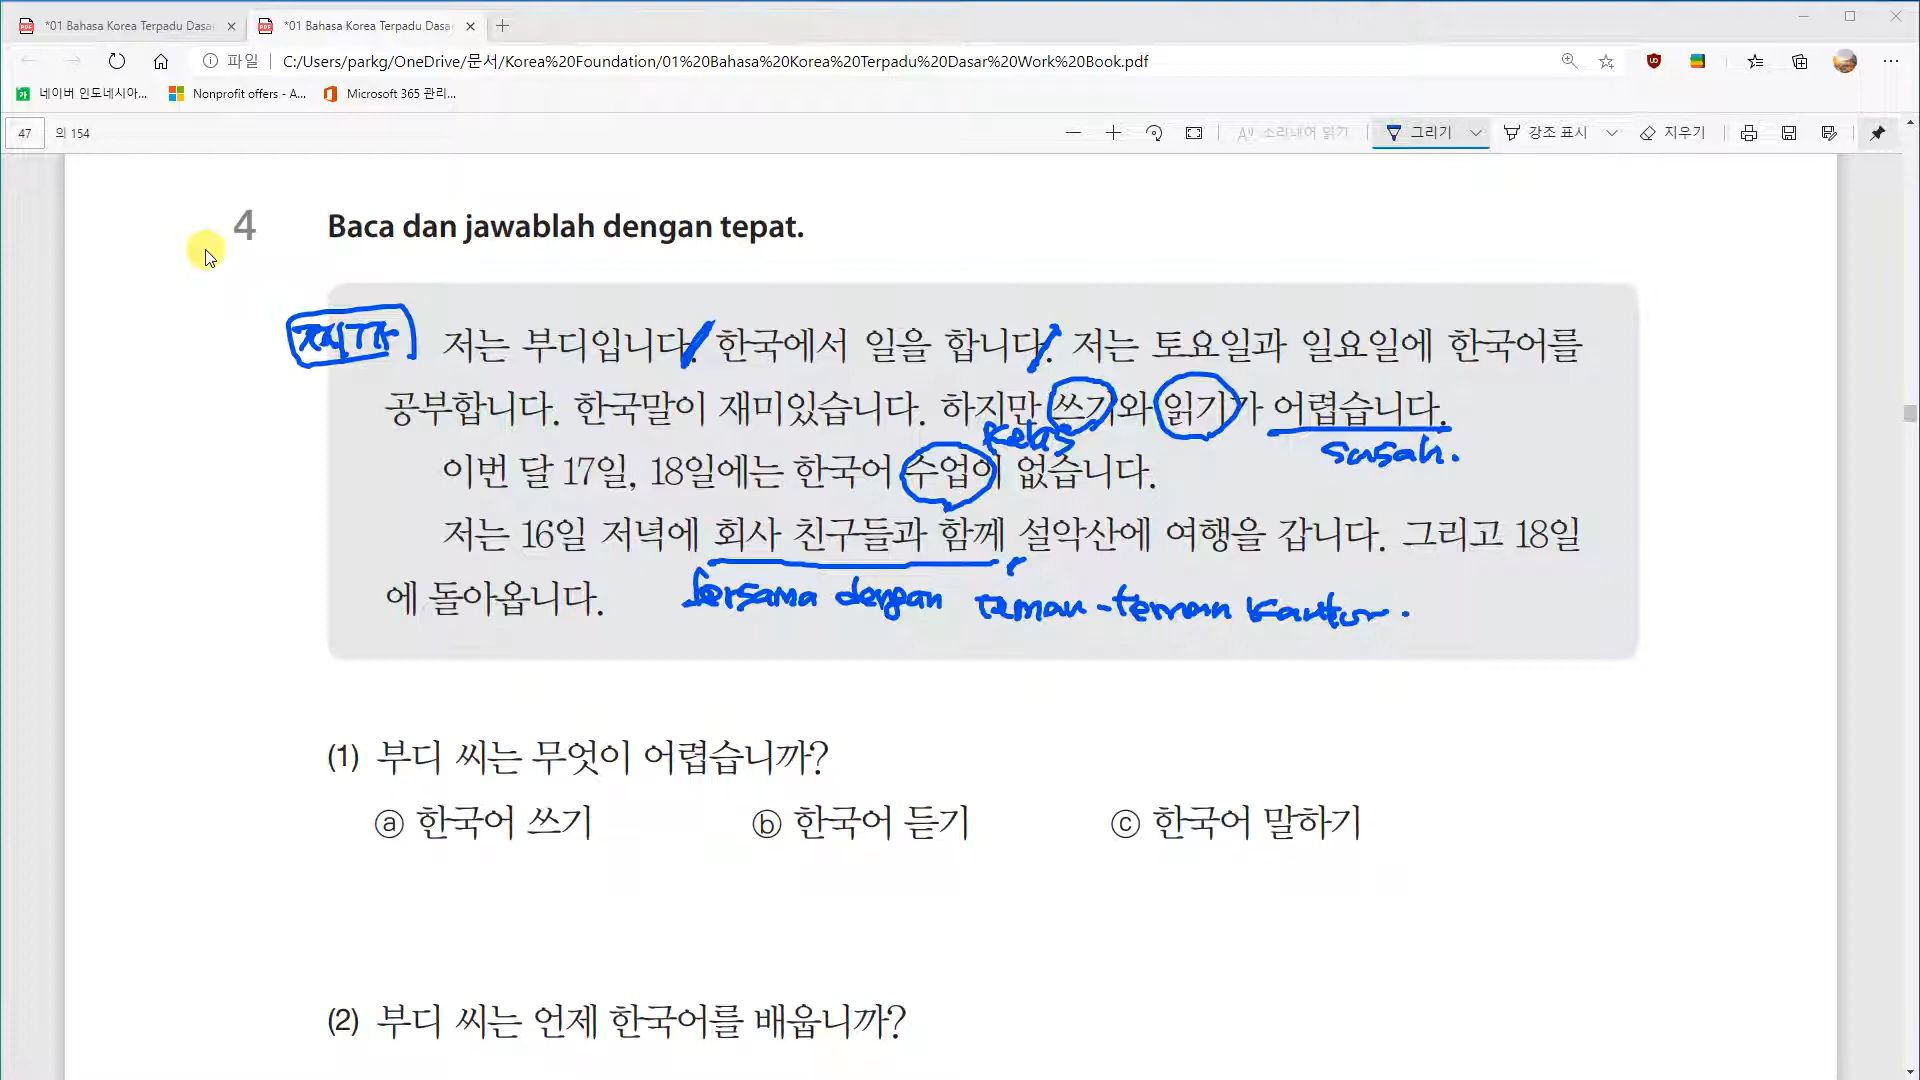 *01 Bahasa Korea Terpadu Dasa
*01 Bahasa Korea Terpadu Dasa
파일
C:/Users/parkg/OneDrive/문서/Korea%20Foundation/01%20Bahasa%20Korea%20Terpadu%20Dasar%20Work%20Book.pdf
네이버 인도네시아...
Nonprofit offers - A...
Microsoft 365 관리...
47 의 154
소리내어 읽기
그리기
강조 표시
지우기
4 Baca dan jawablah dengan tepat.
저는 부디입니다. 한국에서 일을 합니다. 저는 토요일과 일요일에 한국어를
공부합니다. 한국말이 재미있습니다. 하지만 쓰기와 읽기가 어렵습니다.
kelas
susah.
이번 달 17일, 18일에는 한국어 수업이 없습니다.
저는 16일 저녁에 회사 친구들과 함께 설악산에 여행을 갑니다. 그리고 18일
에 돌아옵니다.
bersama dengan teman-teman kantor.
(1) 부디 씨는 무엇이 어렵습니까?
ⓐ 한국어 쓰기 ⓑ 한국어 듣기 ⓒ 한국어 말하기
(2) 부디 씨는 언제 한국어를 배웁니까?